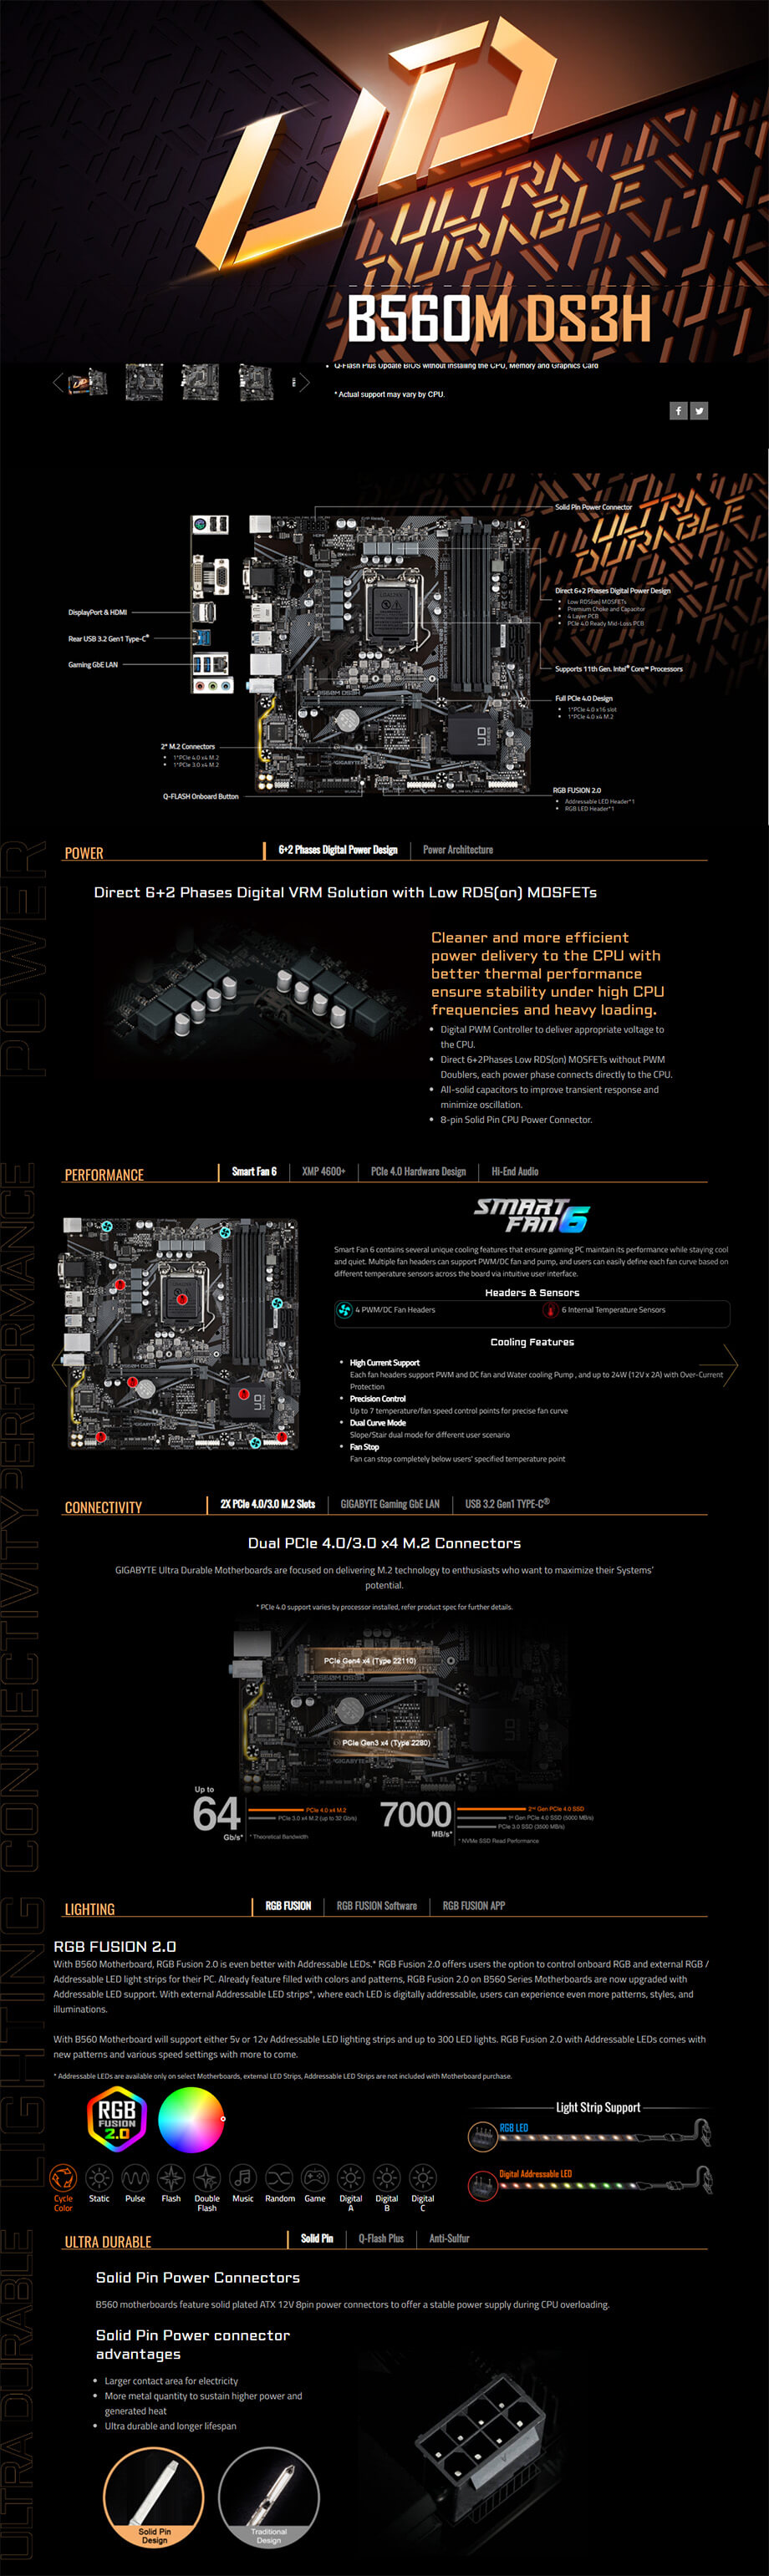 UD
ULTRA
DURABLE
B560M DS3H
• Q-Flash Plus Update BIOS without Installing the CPU, Memory and Graphics Card
* Actual support may vary by CPU.
ULTRA
DURABLE
Solid Pin Power Connector
Direct 6+2 Phases Digital Power Design
• Low RDS(on) MOSFETs
• Premium Choke and Capacitor
• 4 Layer PCB
• PCIe 4.0 Ready Mid-Loss PCB
DisplayPort & HDMI
Rear USB 3.2 Gen1 Type-C®
Gaming GbE LAN
Supports 11th Gen. Intel® Core™ Processors
Full PCIe 4.0 Design
• 1*PCIe 4.0 x16 slot
• 1*PCIe 4.0 x4 M.2
2* M.2 Connectors
• 1*PCIe 4.0 x4 M.2
• 1*PCIe 3.0 x4 M.2
Q-FLASH Onboard Button
RGB FUSION 2.0
• Addressable LED Header*1
• RGB LED Header*1
POWER
POWER
6+2 Phases Digital Power Design
Power Architecture
Direct 6+2 Phases Digital VRM Solution with Low RDS(on) MOSFETs
Cleaner and more efficient
power delivery to the CPU with
better thermal performance
ensure stability under high CPU
frequencies and heavy loading.
• Digital PWM Controller to deliver appropriate voltage to
the CPU.
• Direct 6+2Phases Low RDS(on) MOSFETs without PWM
Doublers, each power phase connects directly to the CPU.
• All-solid capacitors to improve transient response and
minimize oscillation.
• 8-pin Solid Pin CPU Power Connector.
PERFORMANCE
PERFORMANCE
Smart Fan 6
XMP 4600+
PCIe 4.0 Hardware Design
Hi-End Audio
SMART
FAN 6
Smart Fan 6 contains several unique cooling features that ensure gaming PC maintain its performance while staying cool
and quiet. Multiple fan headers can support PWM/DC fan and pump, and users can easily define each fan curve based on
different temperature sensors across the board via intuitive user interface.
Headers & Sensors
4 PWM/DC Fan Headers
6 Internal Temperature Sensors
Cooling Features
• High Current Support
Each fan headers support PWM and DC fan and Water cooling Pump , and up to 24W (12V x 2A) with Over-Current
Protection
• Precision Control
Up to 7 temperature/fan speed control points for precise fan curve
• Dual Curve Mode
Slope/Stair dual mode for different user scenario
• Fan Stop
Fan can stop completely below users' specified temperature point
CONNECTIVITY
CONNECTIVITY
2X PCIe 4.0/3.0 M.2 Slots
GIGABYTE Gaming GbE LAN
USB 3.2 Gen1 TYPE-C®
Dual PCIe 4.0/3.0 x4 M.2 Connectors
GIGABYTE Ultra Durable Motherboards are focused on delivering M.2 technology to enthusiasts who want to maximize their Systems'
potential.
* PCIe 4.0 support varies by processor installed, refer product spec for further details.
PCIe Gen4 x4 (Type 22110)
B560M DS3H
PCIe Gen3 x4 (Type 2280)
Up to
64
Gb/s*
PCIe 4.0 x4 M.2
PCIe 3.0 x4 M.2 (up to 32 Gb/s)
* Theoretical Bandwidth
7000
MB/s*
2nd Gen PCIe 4.0 SSD
1st Gen PCIe 4.0 SSD (5000 MB/s)
PCIe 3.0 SSD (3500 MB/s)
* NVMe SSD Read Performance
LIGHTING
LIGHTING
RGB FUSION
RGB FUSION Software
RGB FUSION APP
RGB FUSION 2.0
With B560 Motherboard, RGB Fusion 2.0 is even better with Addressable LEDs.* RGB Fusion 2.0 offers users the option to control onboard RGB and external RGB /
Addressable LED light strips for their PC. Already feature filled with colors and patterns, RGB Fusion 2.0 on B560 Series Motherboards are now upgraded with
Addressable LED support. With external Addressable LED strips*, where each LED is digitally addressable, users can experience even more patterns, styles, and
illuminations.
With B560 Motherboard will support either 5v or 12v Addressable LED lighting strips and up to 300 LED lights. RGB Fusion 2.0 with Addressable LEDs comes with
new patterns and various speed settings with more to come.
* Addressable LEDs are available only on select Motherboards, external LED Strips, Addressable LED Strips are not included with Motherboard purchase.
RGB
FUSION
2.0
Light Strip Support
RGB LED
Digital Addressable LED
Cycle Color
Static
Pulse
Flash
Double Flash
Music
Random
Game
Digital A
Digital B
Digital C
ULTRA DURABLE
ULTRA DURABLE
Solid Pin
Q-Flash Plus
Anti-Sulfur
Solid Pin Power Connectors
B560 motherboards feature solid plated ATX 12V 8pin power connectors to offer a stable power supply during CPU overloading.
Solid Pin Power connector
advantages
• Larger contact area for electricity
• More metal quantity to sustain higher power and
generated heat
• Ultra durable and longer lifespan
Solid Pin
Design
Traditional
Design